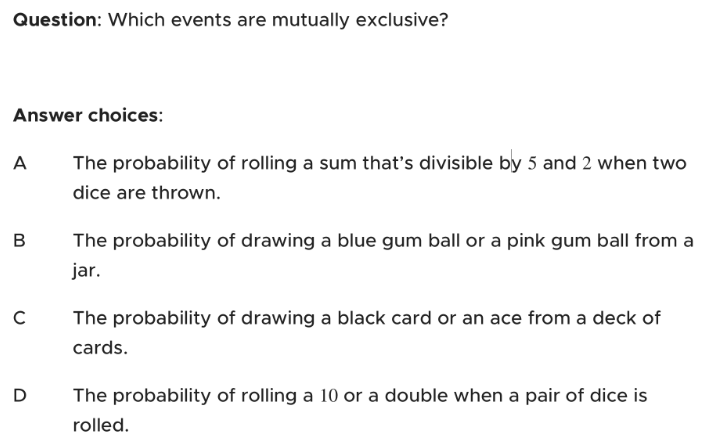 Question: Which events are mutually exclusive?
Answer choices:
A The probability of rolling a sum that's divisible by 5 and 2 when two
dice are thrown.
B The probability of drawing a blue gum ball or a pink gum ball from a
jar.
C The probability of drawing a black card or an ace from a deck of
cards.
D The probability of rolling a 10 or a double when a pair of dice is
rolled.